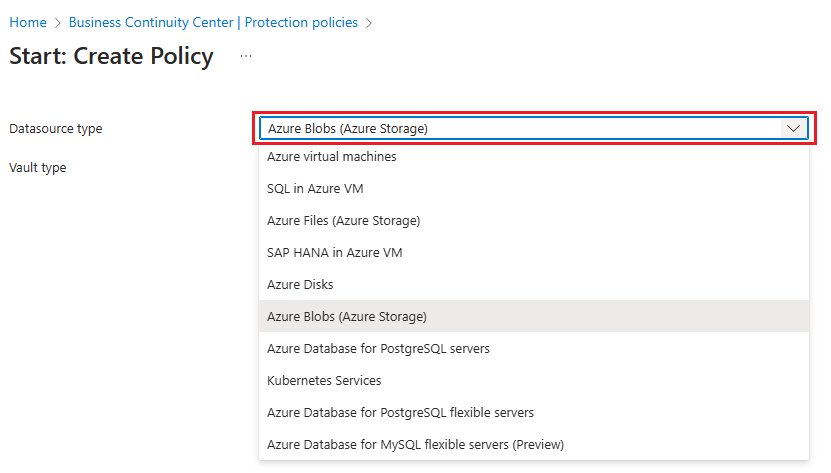 Home > Business Continuity Center | Protection policies >
Start: Create Policy ...
Datasource type
Azure Blobs (Azure Storage)
Vault type
Azure virtual machines
SQL in Azure VM
Azure Files (Azure Storage)
SAP HANA in Azure VM
Azure Disks
Azure Blobs (Azure Storage)
Azure Database for PostgreSQL servers
Kubernetes Services
Azure Database for PostgreSQL flexible servers
Azure Database for MySQL flexible servers (Preview)